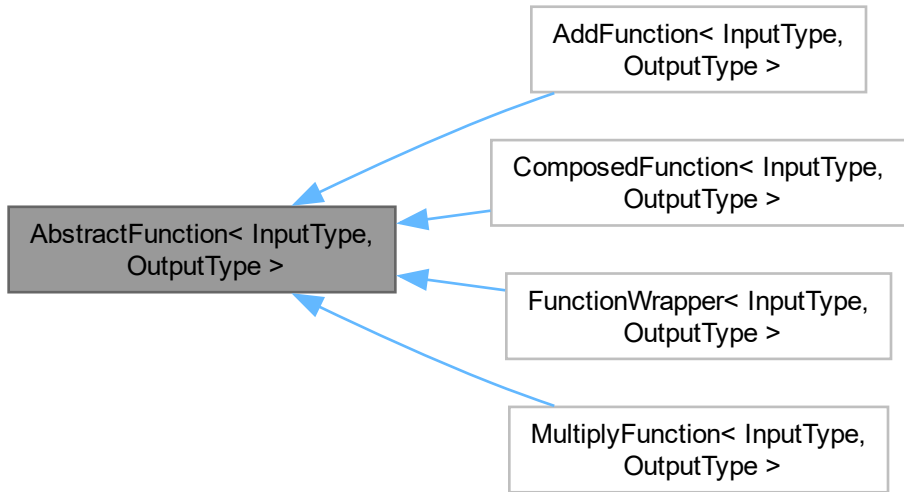 AddFunction< InputType,
OutputType >
ComposedFunction< InputType,
OutputType >
AbstractFunction< InputType,
OutputType >
FunctionWrapper< InputType,
OutputType >
MultiplyFunction< InputType,
OutputType >